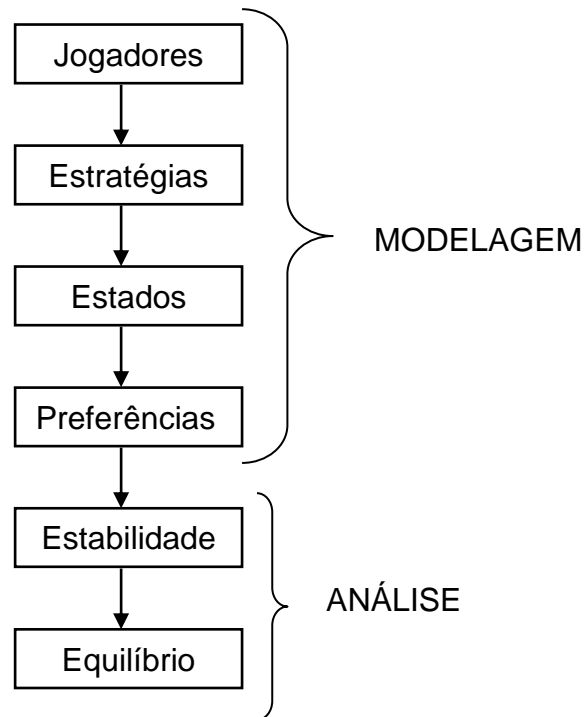 Jogadores
Estratégias
MODELAGEM
Estados
Preferências
Estabilidade
ANÁLISE
Equilíbrio